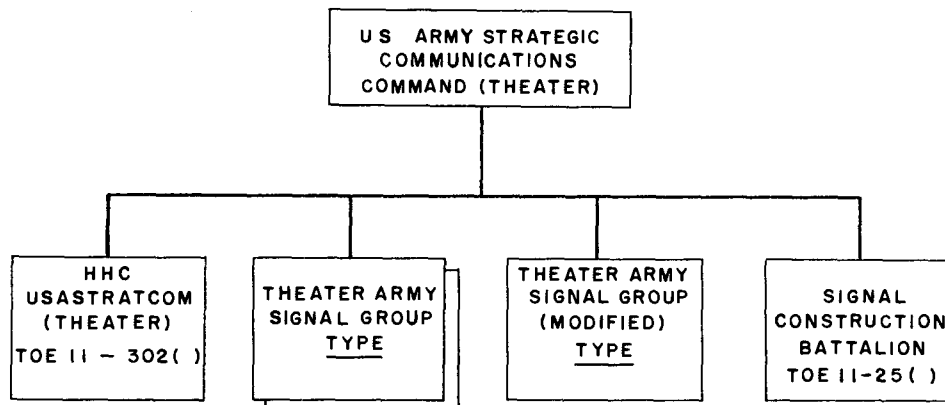 US ARMY STRATEGIC
COMMUNICATIONS
COMMAND (THEATER)
HHC
USASTRATCOM
(THEATER)
TOE 11 - 302( )
THEATER ARMY
SIGNAL GROUP
TYPE
THEATER ARMY
SIGNAL GROUP
(MODIFIED)
TYPE
SIGNAL
CONSTRUCTION
BATTALION
TOE 11-25( )